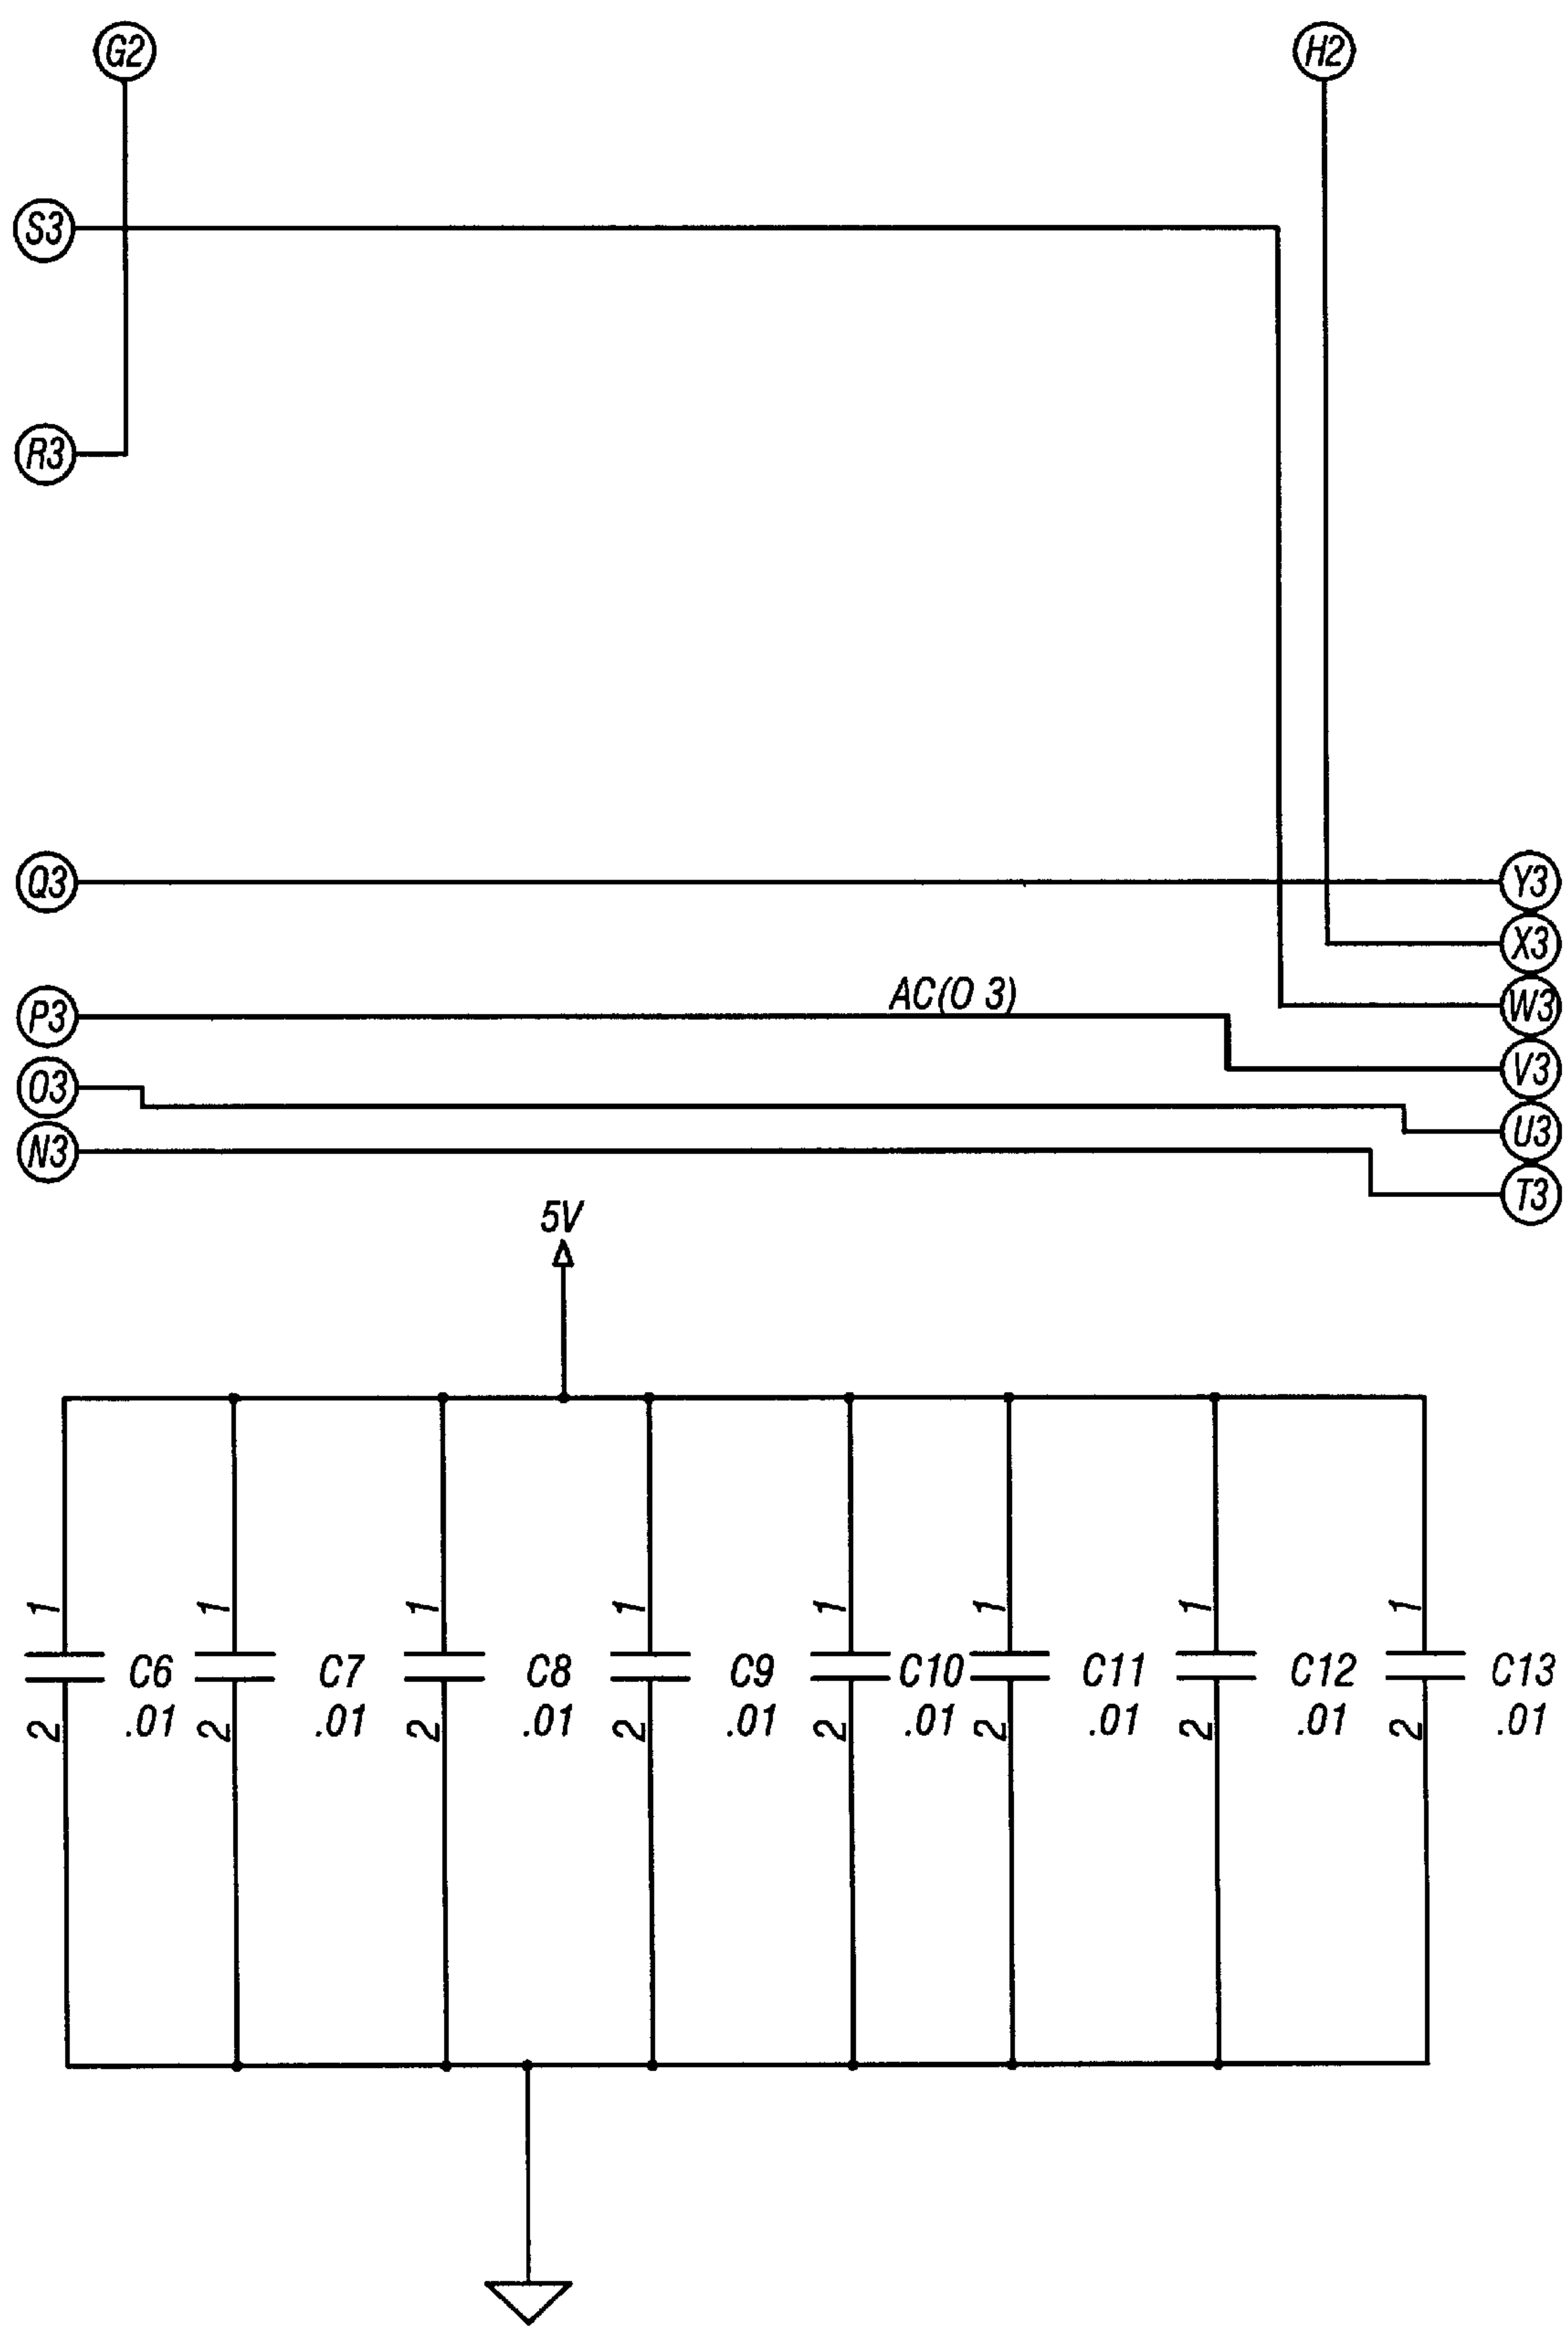 G2 H2
S3
R3
Q3 Y3
X3
AC(O 3)
P3 W3
O3 V3
N3 U3
T3
5V
1 1 1 1 1 1 1 1
C6 C7 C8 C9 C10 C11 C12 C13
.01 .01 .01 .01 .01 .01 .01 .01
2 2 2 2 2 2 2 2